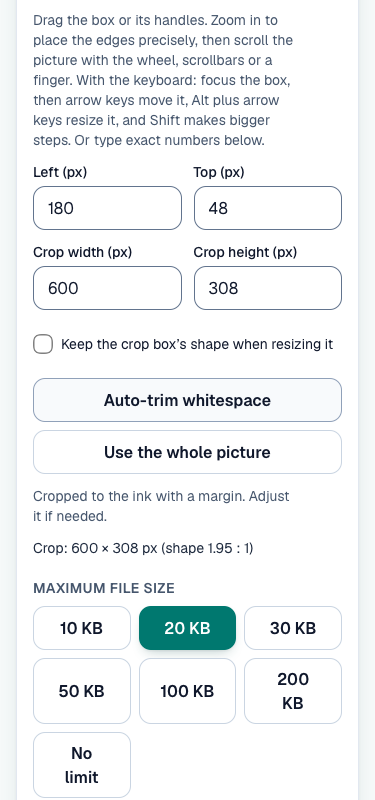 Drag the box or its handles. Zoom in to
place the edges precisely, then scroll the
picture with the wheel, scrollbars or a
finger. With the keyboard: focus the box,
then arrow keys move it, Alt plus arrow
keys resize it, and Shift makes bigger
steps. Or type exact numbers below.
Left (px) Top (px)
180 48
Crop width (px) Crop height (px)
600 308
Keep the crop box’s shape when resizing it
Auto-trim whitespace
Use the whole picture
Cropped to the ink with a margin. Adjust
it if needed.
Crop: 600 × 308 px (shape 1.95 : 1)
MAXIMUM FILE SIZE
10 KB 20 KB 30 KB
50 KB 100 KB 200
KB
No
limit